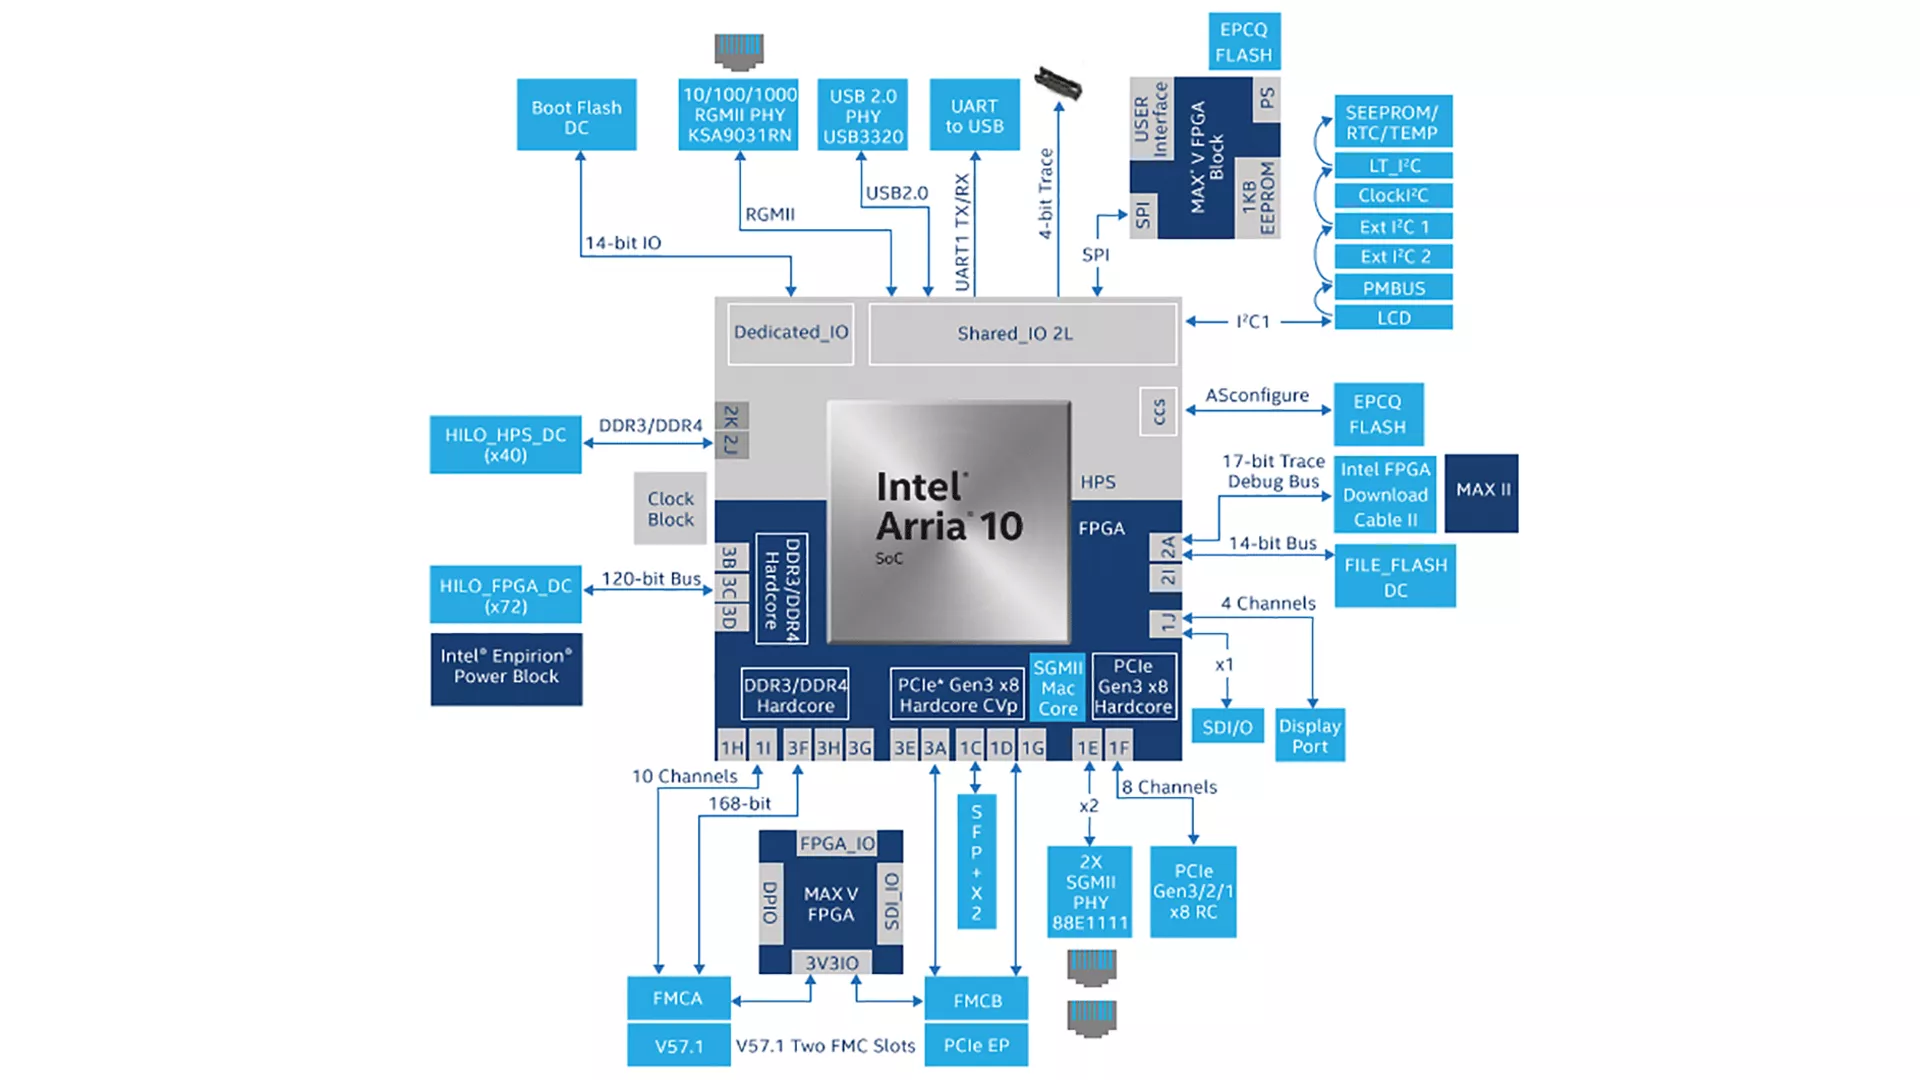 EPCQ
FLASH
Boot Flash
DC
10/100/1000
RGMII PHY
KSA9031RN
USB 2.0
PHY
USB3320
UART
to USB
USER
Interface
PS
MAX® V FPGA
Block
1KB
EEPROM
SPI
SEEPROM/
RTC/TEMP
LT_I²C
ClockI²C
Ext I²C 1
Ext I²C 2
PMBUS
LCD
14-bit IO
RGMII
USB2.0
UART1 TX/RX
4-bit Trace
SPI
I²C1
Dedicated_IO
Shared_IO 2L
CCS
ASconfigure
EPCQ
FLASH
HILO_HPS_DC
(x40)
DDR3/DDR4
2K
2J
Clock
Block
Intel®
Arria® 10
SoC
HPS
FPGA
17-bit Trace
Debug Bus
Intel FPGA
Download
Cable II
MAX II
2A
2I
14-bit Bus
FILE_FLASH
DC
HILO_FPGA_DC
(x72)
120-bit Bus
3B
3C
3D
DDR3/DDR4
Hardcore
1J
4 Channels
x1
SDI/O
Display
Port
Intel® Enpirion®
Power Block
DDR3/DDR4
Hardcore
PCIe* Gen3 x8
Hardcore CVp
SGMII
Mac
Core
PCIe
Gen3 x8
Hardcore
1H 1I 3F 3H 3G 3E 3A 1C 1D 1G 1E 1F
10 Channels
168-bit
x2
8 Channels
FPGA_IO
DPIO
MAX V
FPGA
SDI_IO
3V3IO
SFP+X2
2X
SGMII
PHY
88E1111
PCIe
Gen3/2/1
x8 RC
FMCA
V57.1
V57.1 Two FMC Slots
FMCB
PCIe EP